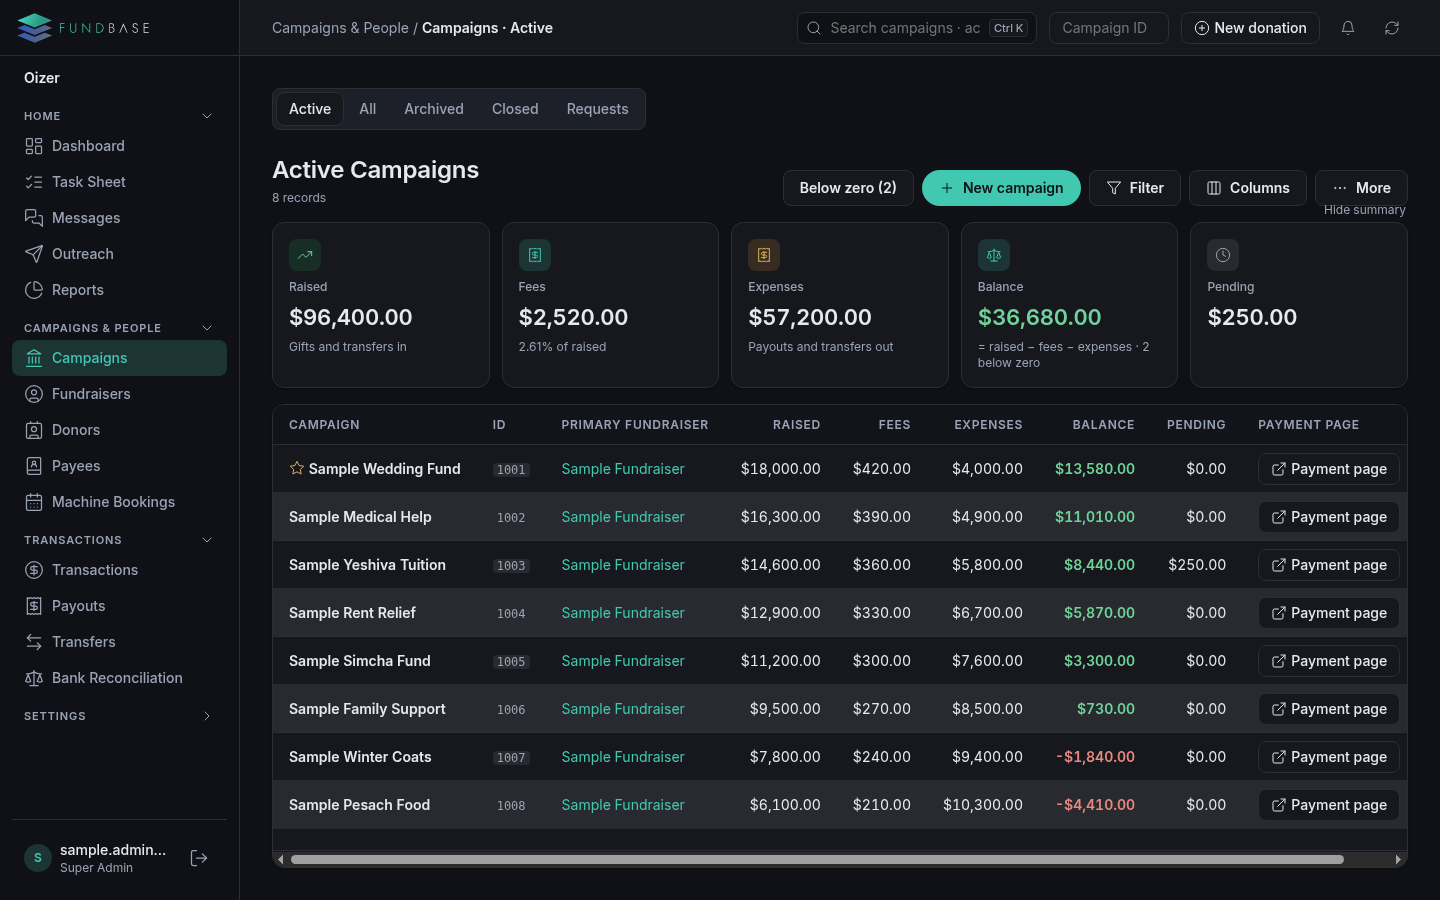 FUNDBASE
Campaigns & People / Campaigns · Active
Search campaigns · ac
Ctrl K
Campaign ID
New donation
Oizer
HOME
Dashboard
Task Sheet
Messages
Outreach
Reports
CAMPAIGNS & PEOPLE
Campaigns
Fundraisers
Donors
Payees
Machine Bookings
TRANSACTIONS
Transactions
Payouts
Transfers
Bank Reconciliation
SETTINGS
S
sample.admin...
Super Admin
Active All Archived Closed Requests
Active Campaigns
8 records
Below zero (2)
New campaign
Filter
Columns
More
Hide summary
Raised
$96,400.00
Gifts and transfers in
Fees
$2,520.00
2.61% of raised
Expenses
$57,200.00
Payouts and transfers out
Balance
$36,680.00
= raised − fees − expenses · 2
below zero
Pending
$250.00
CAMPAIGN ID PRIMARY FUNDRAISER RAISED FEES EXPENSES BALANCE PENDING PAYMENT PAGE
Sample Wedding Fund 1001 Sample Fundraiser $18,000.00 $420.00 $4,000.00 $13,580.00 $0.00 Payment page
Sample Medical Help 1002 Sample Fundraiser $16,300.00 $390.00 $4,900.00 $11,010.00 $0.00 Payment page
Sample Yeshiva Tuition 1003 Sample Fundraiser $14,600.00 $360.00 $5,800.00 $8,440.00 $250.00 Payment page
Sample Rent Relief 1004 Sample Fundraiser $12,900.00 $330.00 $6,700.00 $5,870.00 $0.00 Payment page
Sample Simcha Fund 1005 Sample Fundraiser $11,200.00 $300.00 $7,600.00 $3,300.00 $0.00 Payment page
Sample Family Support 1006 Sample Fundraiser $9,500.00 $270.00 $8,500.00 $730.00 $0.00 Payment page
Sample Winter Coats 1007 Sample Fundraiser $7,800.00 $240.00 $9,400.00 -$1,840.00 $0.00 Payment page
Sample Pesach Food 1008 Sample Fundraiser $6,100.00 $210.00 $10,300.00 -$4,410.00 $0.00 Payment page